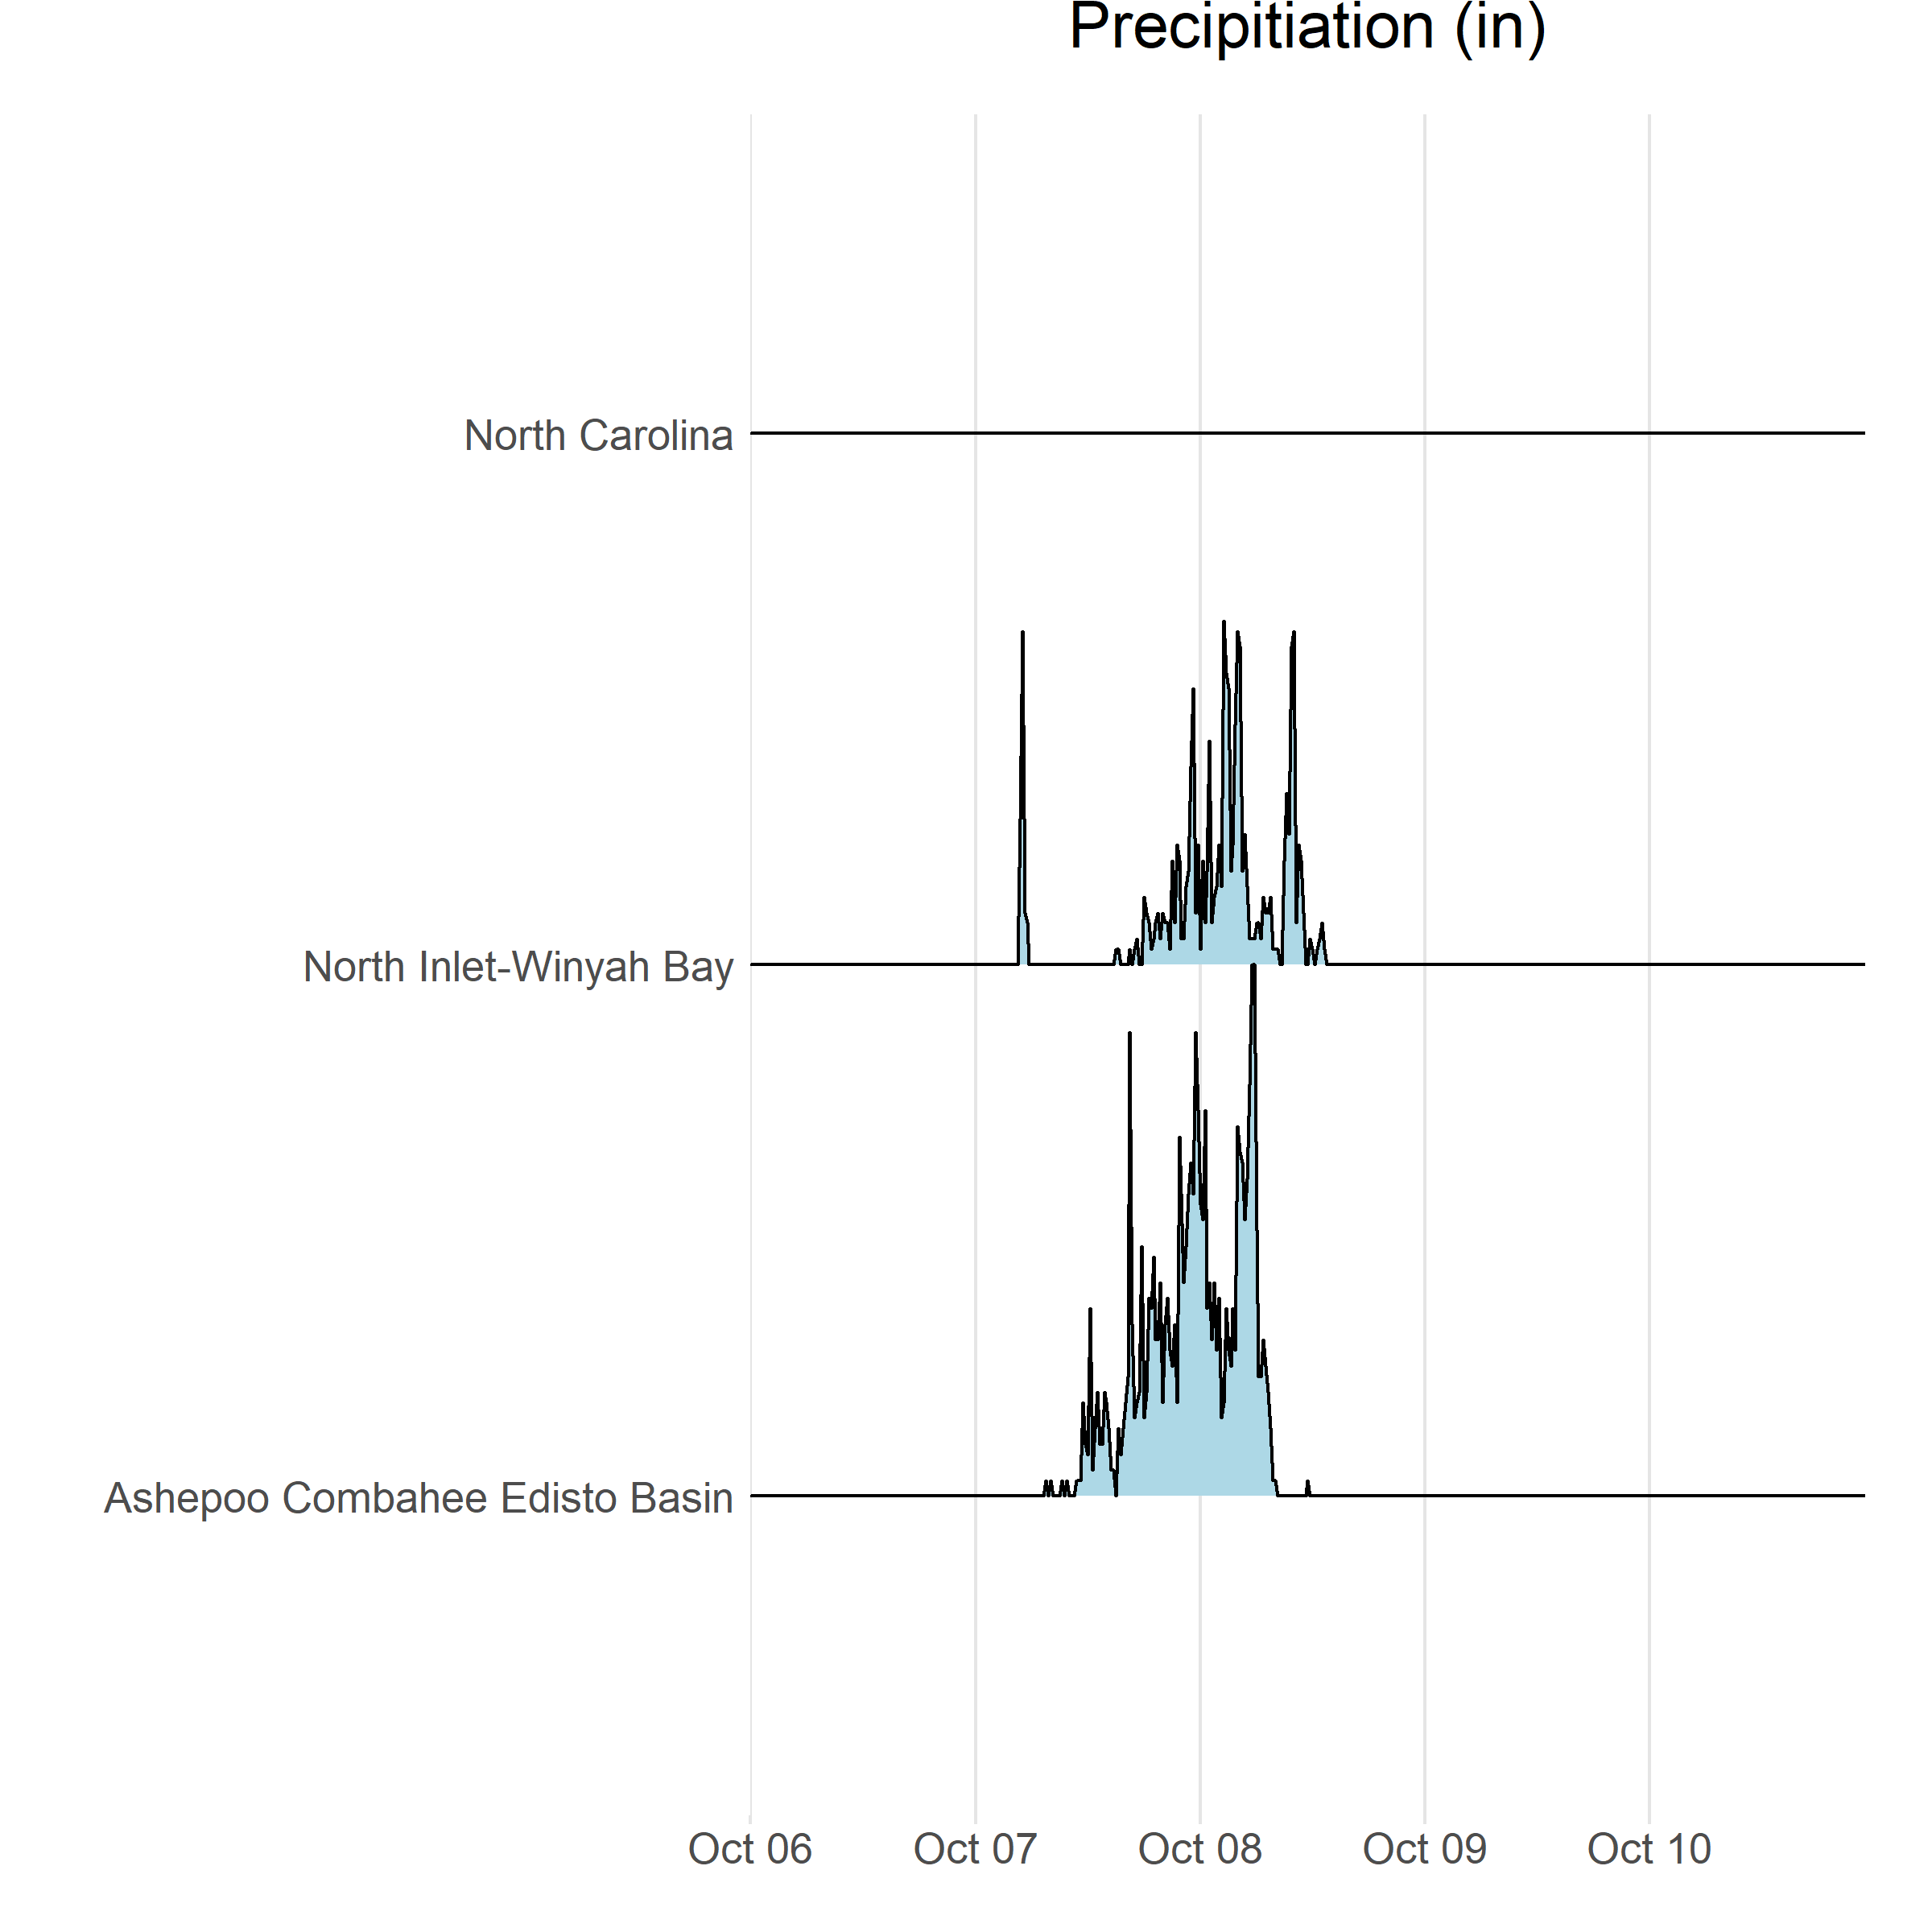 Precipitiation (in)
North Carolina
North Inlet-Winyah Bay
Ashepoo Combahee Edisto Basin
Oct 06 Oct 07 Oct 08 Oct 09 Oct 10